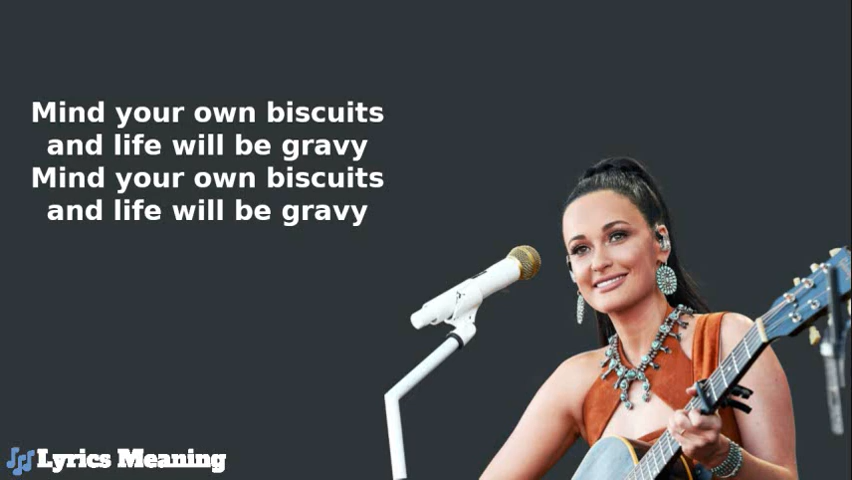 Mind your own biscuits
and life will be gravy
Mind your own biscuits
and life will be gravy
Lyrics Meaning